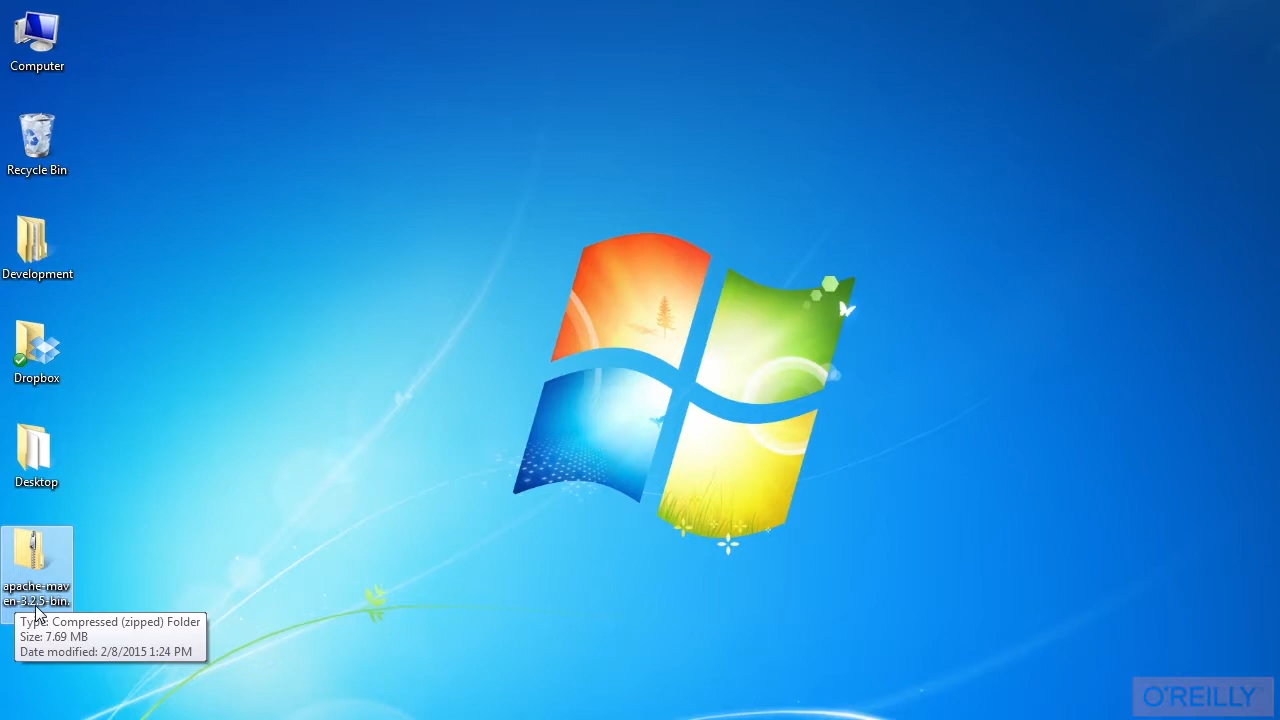 Computer
Recycle Bin
Development
Dropbox
Desktop
apache-mav
en-3.2.5-bin.
Type: Compressed (zipped) Folder
Size: 7.69 MB
Date modified: 2/8/2015 1:24 PM
O'REILLY